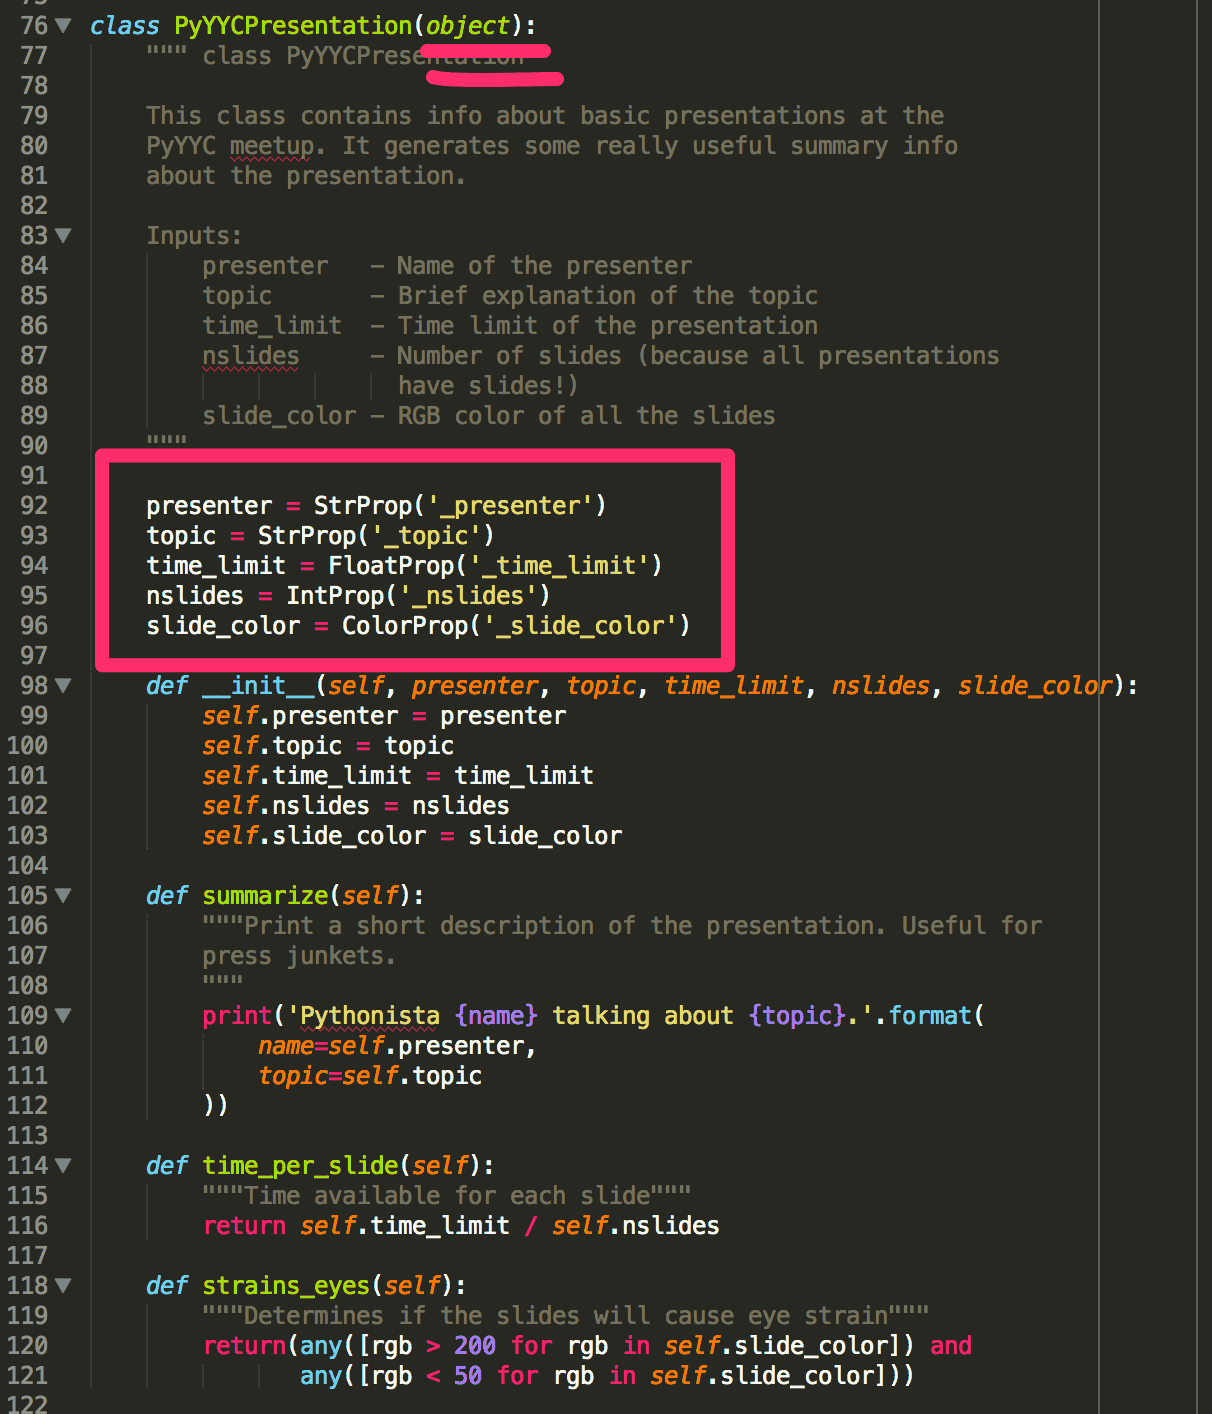 76 class PyYYCPresentation(object):
77 """ class PyYYCPresentation
78
79 This class contains info about basic presentations at the
80 PyYYC meetup. It generates some really useful summary info
81 about the presentation.
82
83 Inputs:
84 presenter - Name of the presenter
85 topic - Brief explanation of the topic
86 time_limit - Time limit of the presentation
87 nslides - Number of slides (because all presentations
88 have slides!)
89 slide_color - RGB color of all the slides
90 """
91
92 presenter = StrProp('_presenter')
93 topic = StrProp('_topic')
94 time_limit = FloatProp('_time_limit')
95 nslides = IntProp('_nslides')
96 slide_color = ColorProp('_slide_color')
97
98 def __init__(self, presenter, topic, time_limit, nslides, slide_color):
99 self.presenter = presenter
100 self.topic = topic
101 self.time_limit = time_limit
102 self.nslides = nslides
103 self.slide_color = slide_color
104
105 def summarize(self):
106 """Print a short description of the presentation. Useful for
107 press junkets.
108 """
109 print('Pythonista {name} talking about {topic}.'.format(
110 name=self.presenter,
111 topic=self.topic
112 ))
113
114 def time_per_slide(self):
115 """Time available for each slide"""
116 return self.time_limit / self.nslides
117
118 def strains_eyes(self):
119 """Determines if the slides will cause eye strain"""
120 return(any([rgb > 200 for rgb in self.slide_color]) and
121 any([rgb < 50 for rgb in self.slide_color]))
122